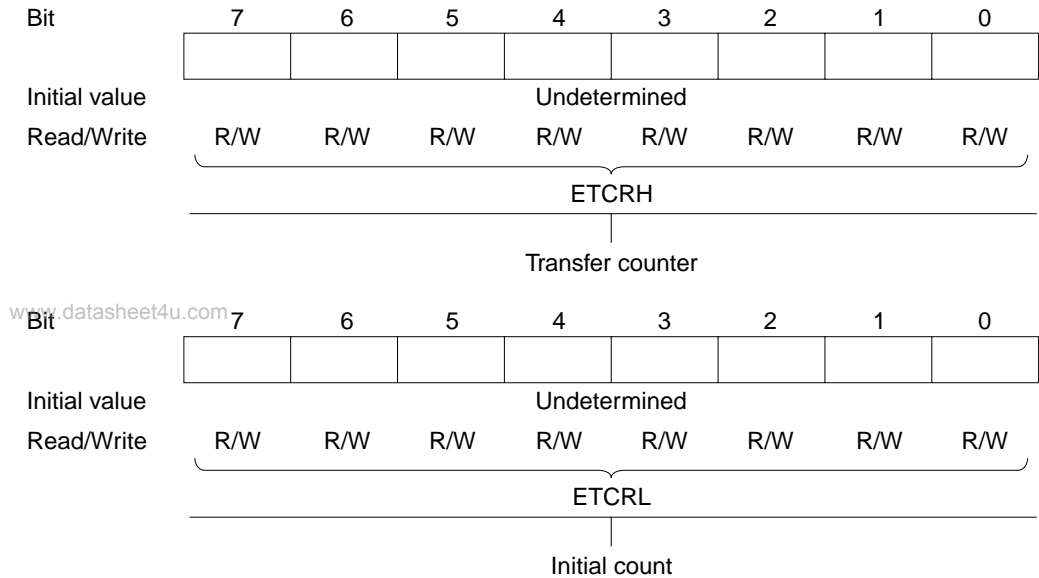 Bit 7 6 5 4 3 2 1 0
Initial value Undetermined
Read/Write R/W R/W R/W R/W R/W R/W R/W R/W
ETCRH
Transfer counter
www.datasheet4u.com
Bit 7 6 5 4 3 2 1 0
Initial value Undetermined
Read/Write R/W R/W R/W R/W R/W R/W R/W R/W
ETCRL
Initial count